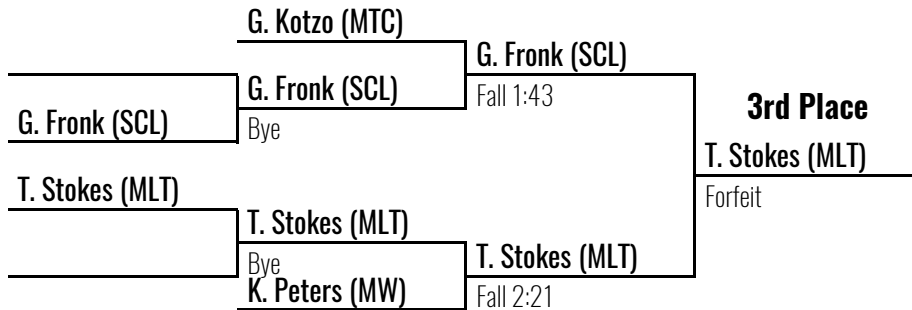 G. Kotzo (MTC)
G. Fronk (SCL)
G. Fronk (SCL)
Fall 1:43
3rd Place
G. Fronk (SCL)
Bye
T. Stokes (MLT)
T. Stokes (MLT)
Forfeit
T. Stokes (MLT)
Bye
T. Stokes (MLT)
K. Peters (MW)
Fall 2:21